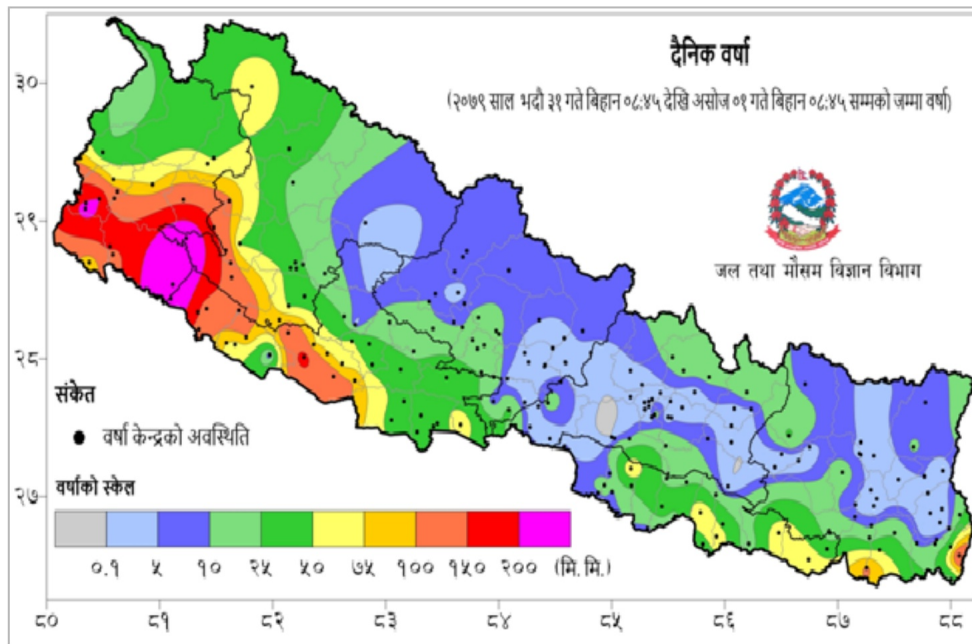 दैनिक वर्षा
(२०७९ साल भदौ ३१ गते बिहान ०८:४५ देखि असोज ०१ गते बिहान ०८:४५ सम्मको जम्मा वर्षा)
जल तथा मौसम विज्ञान विभाग
३०
२९
२८
२७
संकेत
वर्षा केन्द्रको अवस्थिति
वर्षाको स्केल
०.१ ५ १० २५ ५० ७५ १०० १५० २०० (मि. मि.)
८० ८१ ८२ ८३ ८४ ८५ ८६ ८७ ८८